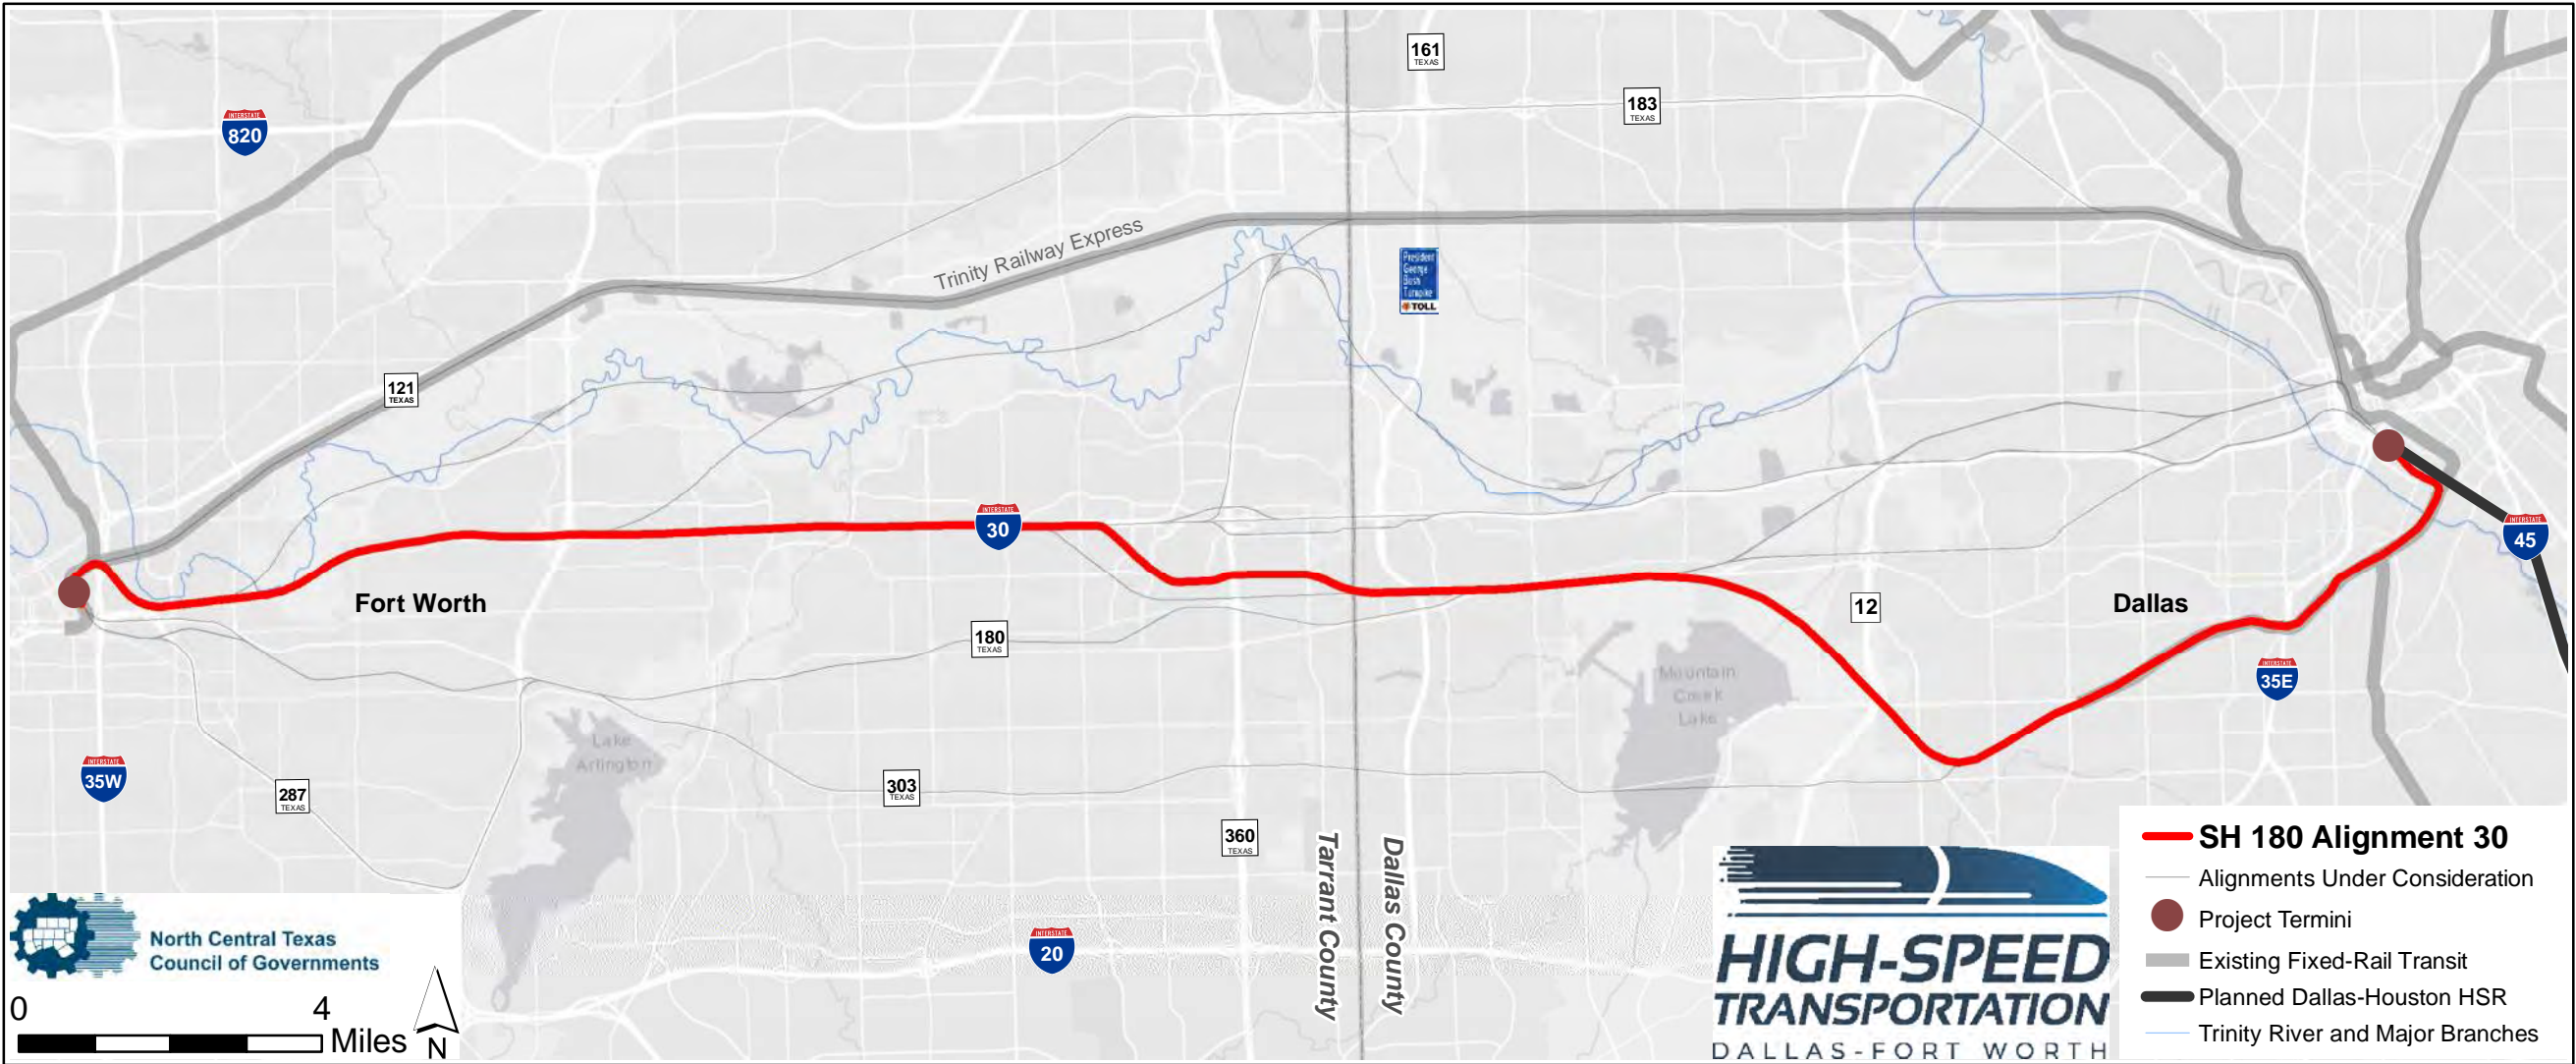 161
TEXAS
183
TEXAS
INTERSTATE
820
Trinity Railway Express
President
George
Bush
Turnpike
TOLL
121
TEXAS
INTERSTATE
30
INTERSTATE
45
Fort Worth
12
Dallas
180
TEXAS
Mountain
Creek
Lake
INTERSTATE
35E
Lake
Arlington
INTERSTATE
35W
287
TEXAS
303
TEXAS
360
TEXAS
Tarrant County
Dallas County
INTERSTATE
20
North Central Texas
Council of Governments
0 4
Miles
N
HIGH-SPEED
TRANSPORTATION
DALLAS-FORT WORTH
SH 180 Alignment 30
Alignments Under Consideration
Project Termini
Existing Fixed-Rail Transit
Planned Dallas-Houston HSR
Trinity River and Major Branches